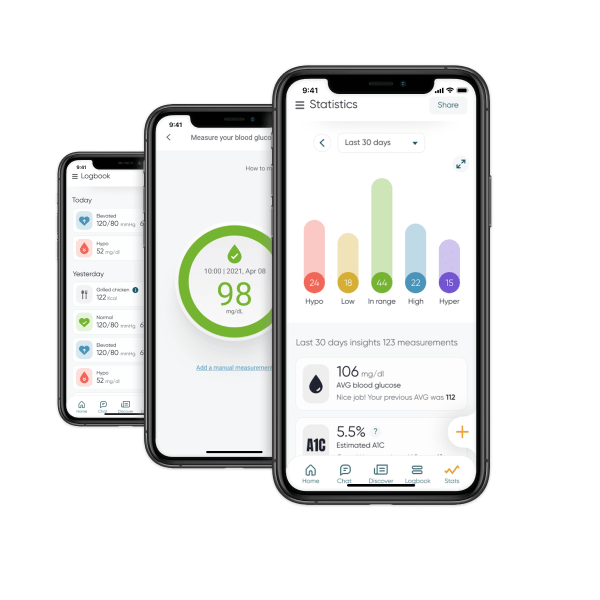 9:41
Logbook
Today
Elevated
120/80 mmHg
Hypo
52 mg/dl
Yesterday
Grilled chicken
122 Kcal
Normal
120/80 mmHg
Elevated
120/80 mmHg
Hypo
52 mg/dl
Home Chat Discover
9:41
Measure your blood
How to
10:00 | 2021, Apr 08
98
mg/dL
Add a manual measurement
9:41
Statistics
Share
Last 30 days
24 18 44 22 15
Hypo Low In range High Hyper
Last 30 days insights 123 measurements
106 mg/dl
AVG blood glucose
Nice job! Your previous AVG was 112
A1C
5.5% ?
Estimated A1C
+
Home Chat Discover Logbook Stats